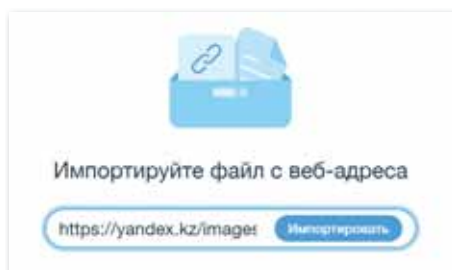 Импортируйте файл с веб-адреса
https://yandex.kz/images Импортировать